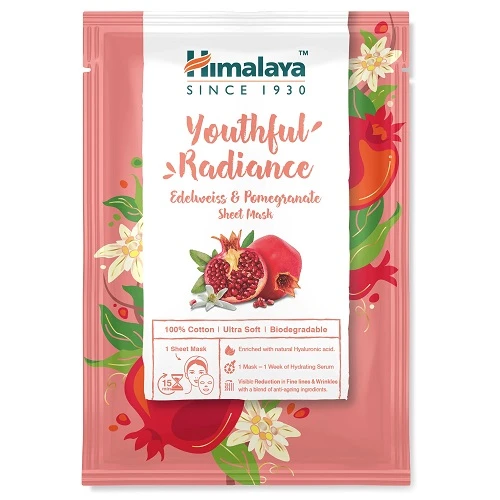 Himalaya™
SINCE 1930
Youthful
Radiance
Edelweiss & Pomegranate
Sheet Mask
100% Cotton | Ultra Soft | Biodegradable
1 Sheet Mask
15
Enriched with natural Hyaluronic acid.
1 Mask – 1 Week of Hydrating Serum
Visible Reduction in Fine lines & Wrinkles
with a blend of anti-ageing ingredients.